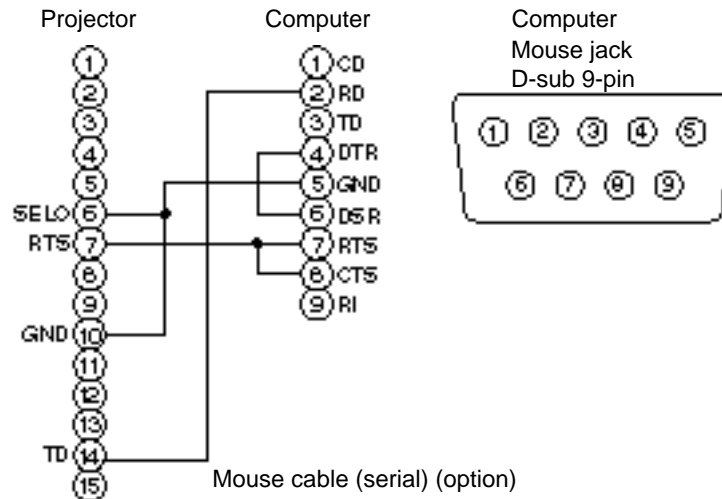 Projector
Computer
Computer
Mouse jack
D-sub 9-pin
1
2
3
4
5
SELO 6
RTS 7
8
9
GND 10
11
12
13
TD 14
15
1 CD
2 RD
3 TD
4 DTR
5 GND
6 DSR
7 RTS
8 CTS
9 RI
1 2 3 4 5
6 7 8 9
Mouse cable (serial) (option)